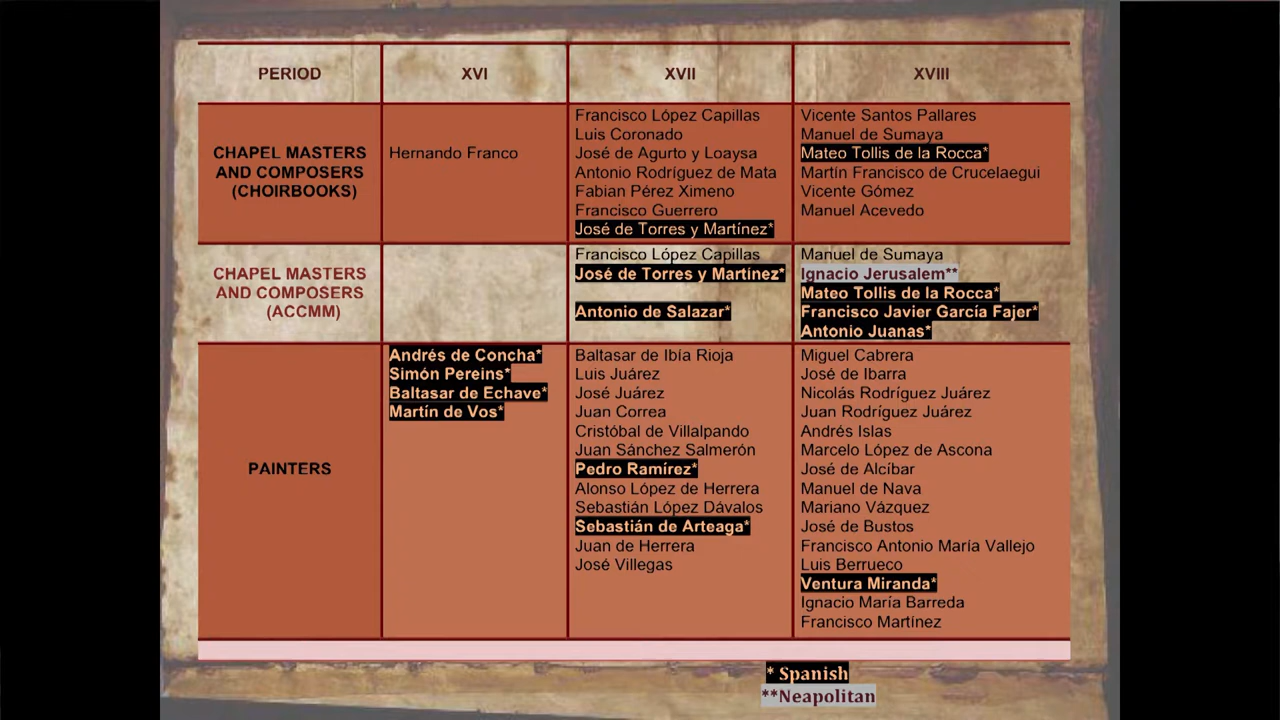 PERIOD
XVI
XVII
XVIII
CHAPEL MASTERS
AND COMPOSERS
(CHOIRBOOKS)
Hernando Franco
Francisco López Capillas
Luis Coronado
José de Agurto y Loaysa
Antonio Rodríguez de Mata
Fabian Pérez Ximeno
Francisco Guerrero
José de Torres y Martínez*
Vicente Santos Pallares
Manuel de Sumaya
Mateo Tollis de la Rocca*
Martín Francisco de Crucelaegui
Vicente Gómez
Manuel Acevedo
CHAPEL MASTERS
AND COMPOSERS
(ACCMM)
Francisco López Capillas
José de Torres y Martínez*
Antonio de Salazar*
Manuel de Sumaya
Ignacio Jerusalem**
Mateo Tollis de la Rocca*
Francisco Javier García Fajer*
Antonio Juanas*
PAINTERS
Andrés de Concha*
Simón Pereins*
Baltasar de Echave*
Martín de Vos*
Baltasar de Ibía Rioja
Luis Juárez
José Juárez
Juan Correa
Cristóbal de Villalpando
Juan Sánchez Salmerón
Pedro Ramírez*
Alonso López de Herrera
Sebastián López Dávalos
Sebastián de Arteaga*
Juan de Herrera
José Villegas
Miguel Cabrera
José de Ibarra
Nicolás Rodríguez Juárez
Juan Rodríguez Juárez
Andrés Islas
Marcelo López de Ascona
José de Alcíbar
Manuel de Nava
Mariano Vázquez
José de Bustos
Francisco Antonio María Vallejo
Luis Berrueco
Ventura Miranda*
Ignacio María Barreda
Francisco Martínez
* Spanish
**Neapolitan